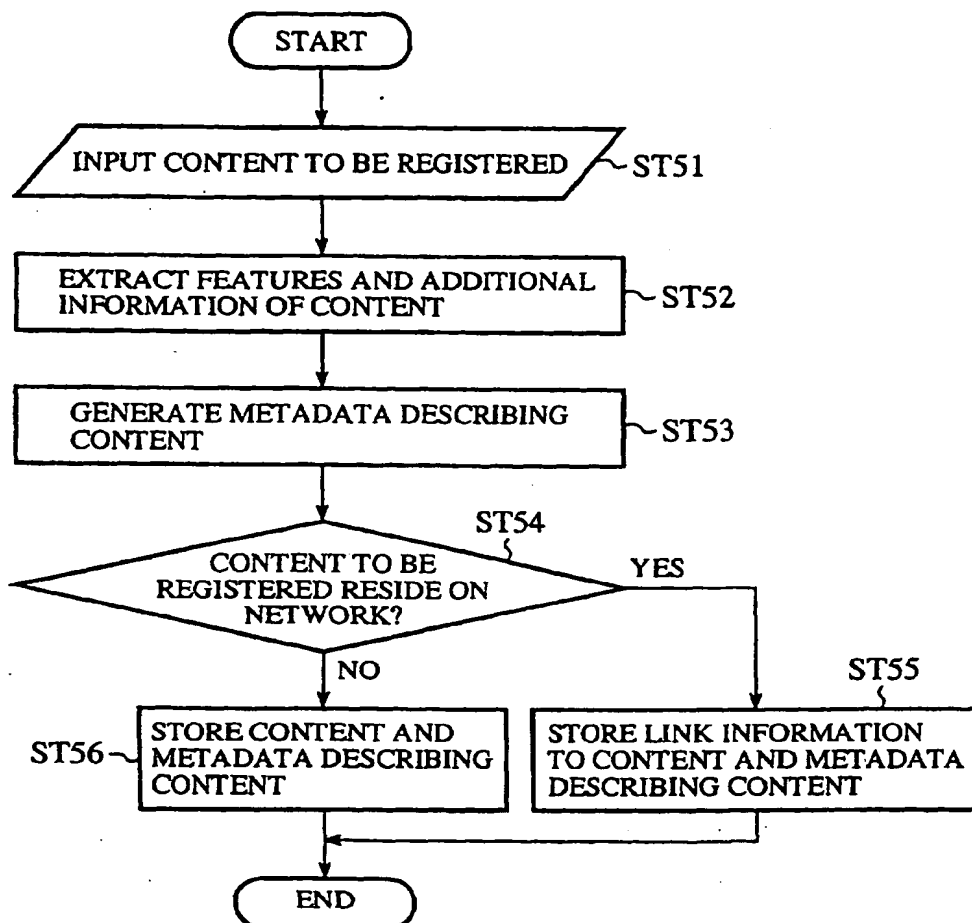 START
INPUT CONTENT TO BE REGISTERED
ST51
EXTRACT FEATURES AND ADDITIONAL
INFORMATION OF CONTENT
ST52
GENERATE METADATA DESCRIBING
CONTENT
ST53
ST54
CONTENT TO BE
REGISTERED RESIDE ON
NETWORK?
YES
NO
ST55
ST56
STORE CONTENT AND
METADATA DESCRIBING
CONTENT
STORE LINK INFORMATION
TO CONTENT AND METADATA
DESCRIBING CONTENT
END